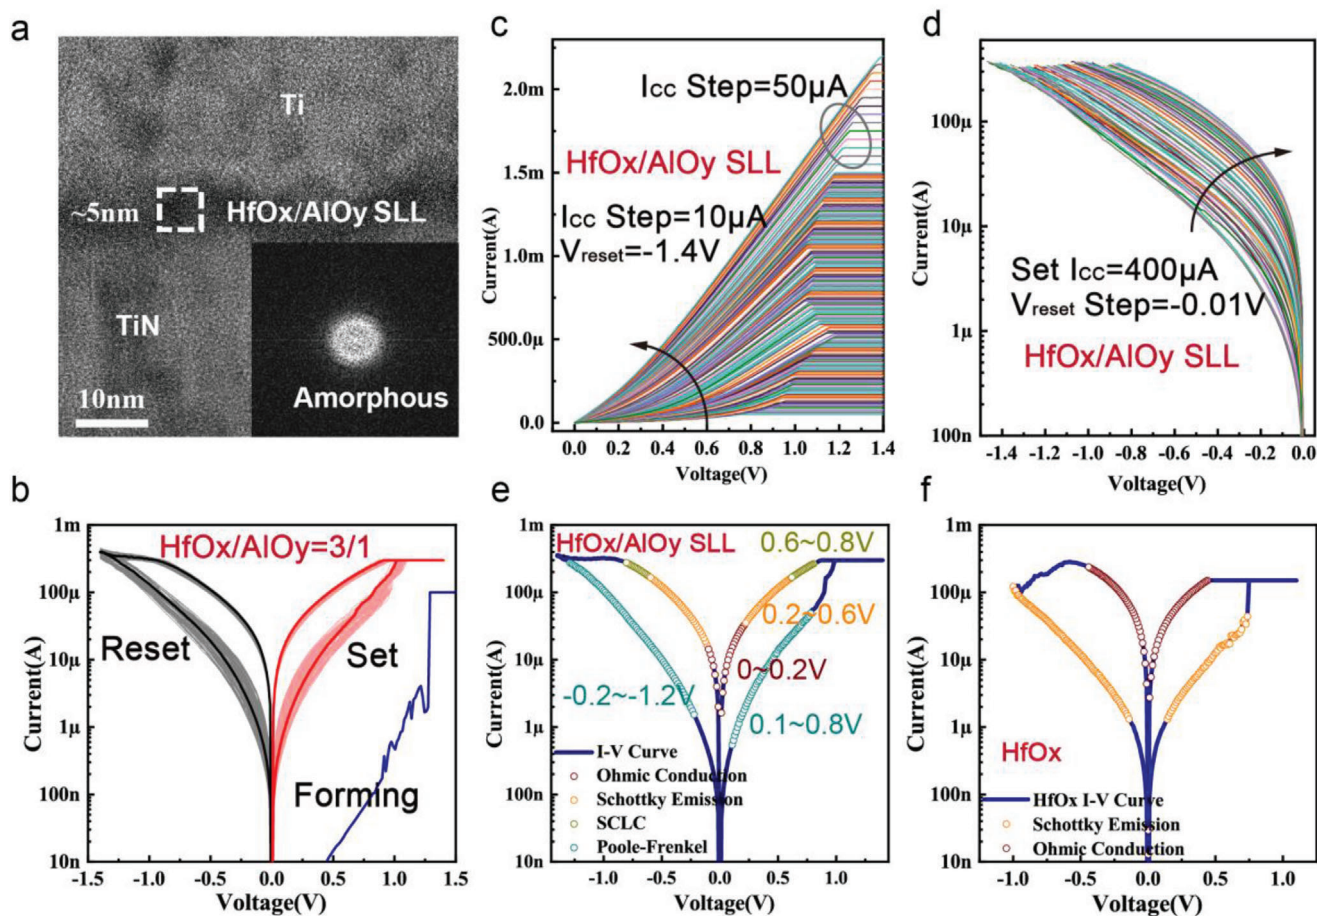 a
Ti
~5nm
HfOx/AlOy SLL
TiN
10nm
Amorphous
c
Current(A)
2.0m
1.5m
1.0m
500.0μ
0.0
Icc Step=50μA
HfOx/AlOy SLL
Icc Step=10μA
Vreset=-1.4V
0.0 0.2 0.4 0.6 0.8 1.0 1.2 1.4
Voltage(V)
d
Current(A)
100μ
10μ
1μ
100n
Set Icc=400μA
Vreset Step=-0.01V
HfOx/AlOy SLL
-1.4 -1.2 -1.0 -0.8 -0.6 -0.4 -0.2 0.0
Voltage(V)
b
Current(A)
1m
100μ
10μ
1μ
100n
10n
HfOx/AlOy=3/1
Reset
Set
Forming
-1.5 -1.0 -0.5 0.0 0.5 1.0 1.5
Voltage(V)
e
Current(A)
1m
100μ
10μ
1μ
100n
10n
HfOx/AlOy SLL
0.6~0.8V
0.2~0.6V
0~0.2V
-0.2~-1.2V
0.1~0.8V
I-V Curve
Ohmic Conduction
Schottky Emission
SCLC
Poole-Frenkel
-1.0 -0.5 0.0 0.5 1.0
Voltage(V)
f
Current(A)
1m
100μ
10μ
1μ
100n
10n
HfOx
HfOx I-V Curve
Schottky Emission
Ohmic Conduction
-1.0 -0.5 0.0 0.5 1.0
Voltage(V)